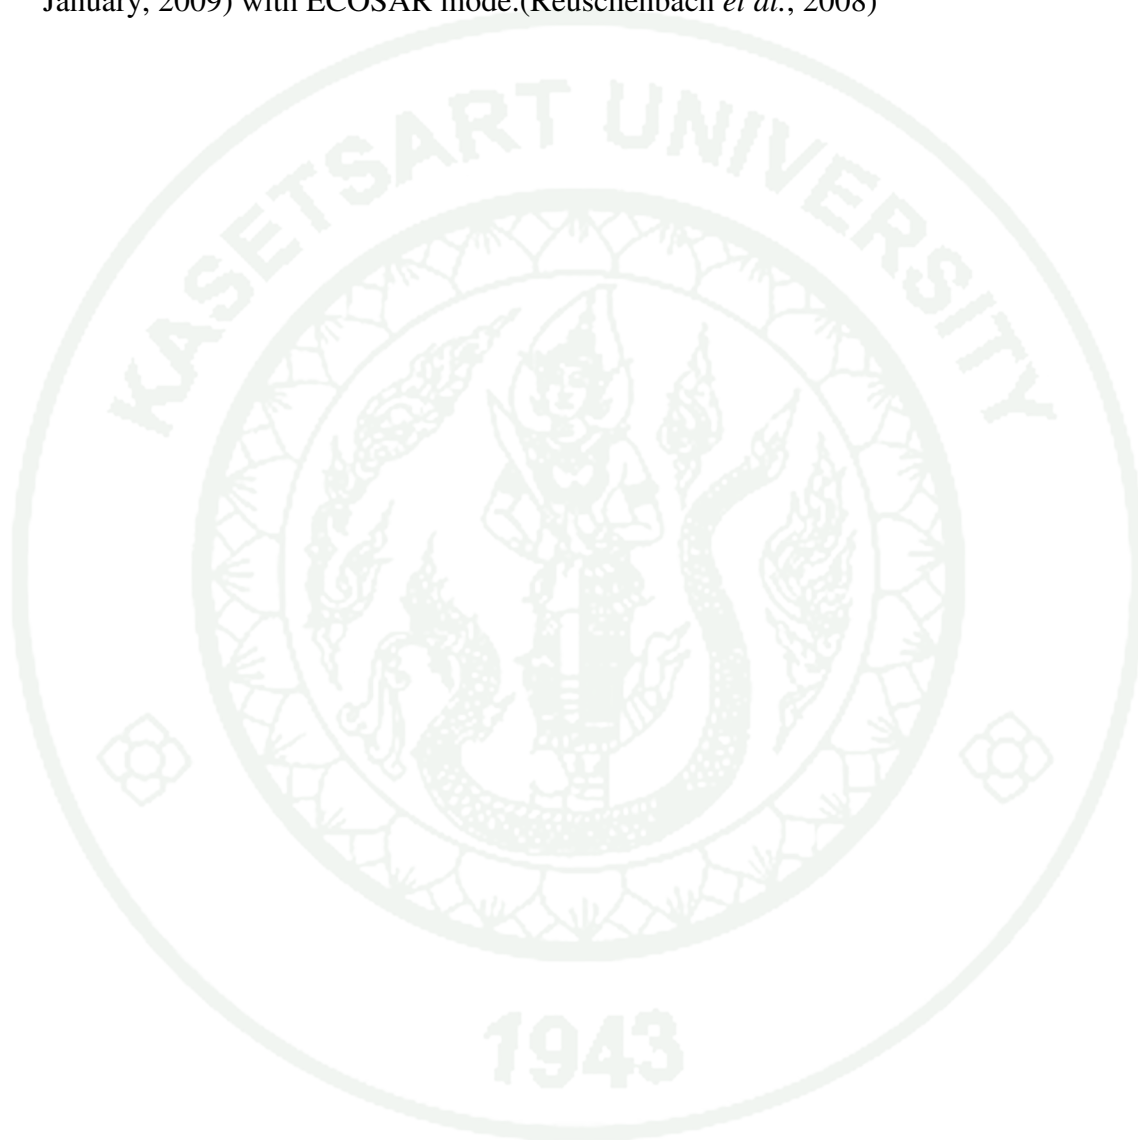 January, 2009) with ECOSAR mode.(Reuschenbach et al., 2008)
KASETSART UNIVERSITY
1943